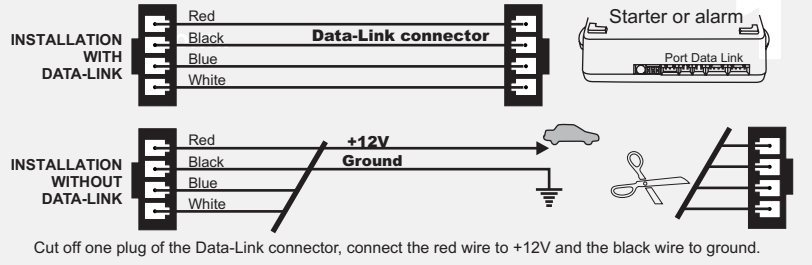 Red
Black
Blue
White
INSTALLATION
WITH
DATA-LINK
Data-Link connector
Starter or alarm
Port Data Link
Red
Black
Blue
White
INSTALLATION
WITHOUT
DATA-LINK
+12V
Ground
Cut off one plug of the Data-Link connector, connect the red wire to +12V and the black wire to ground.